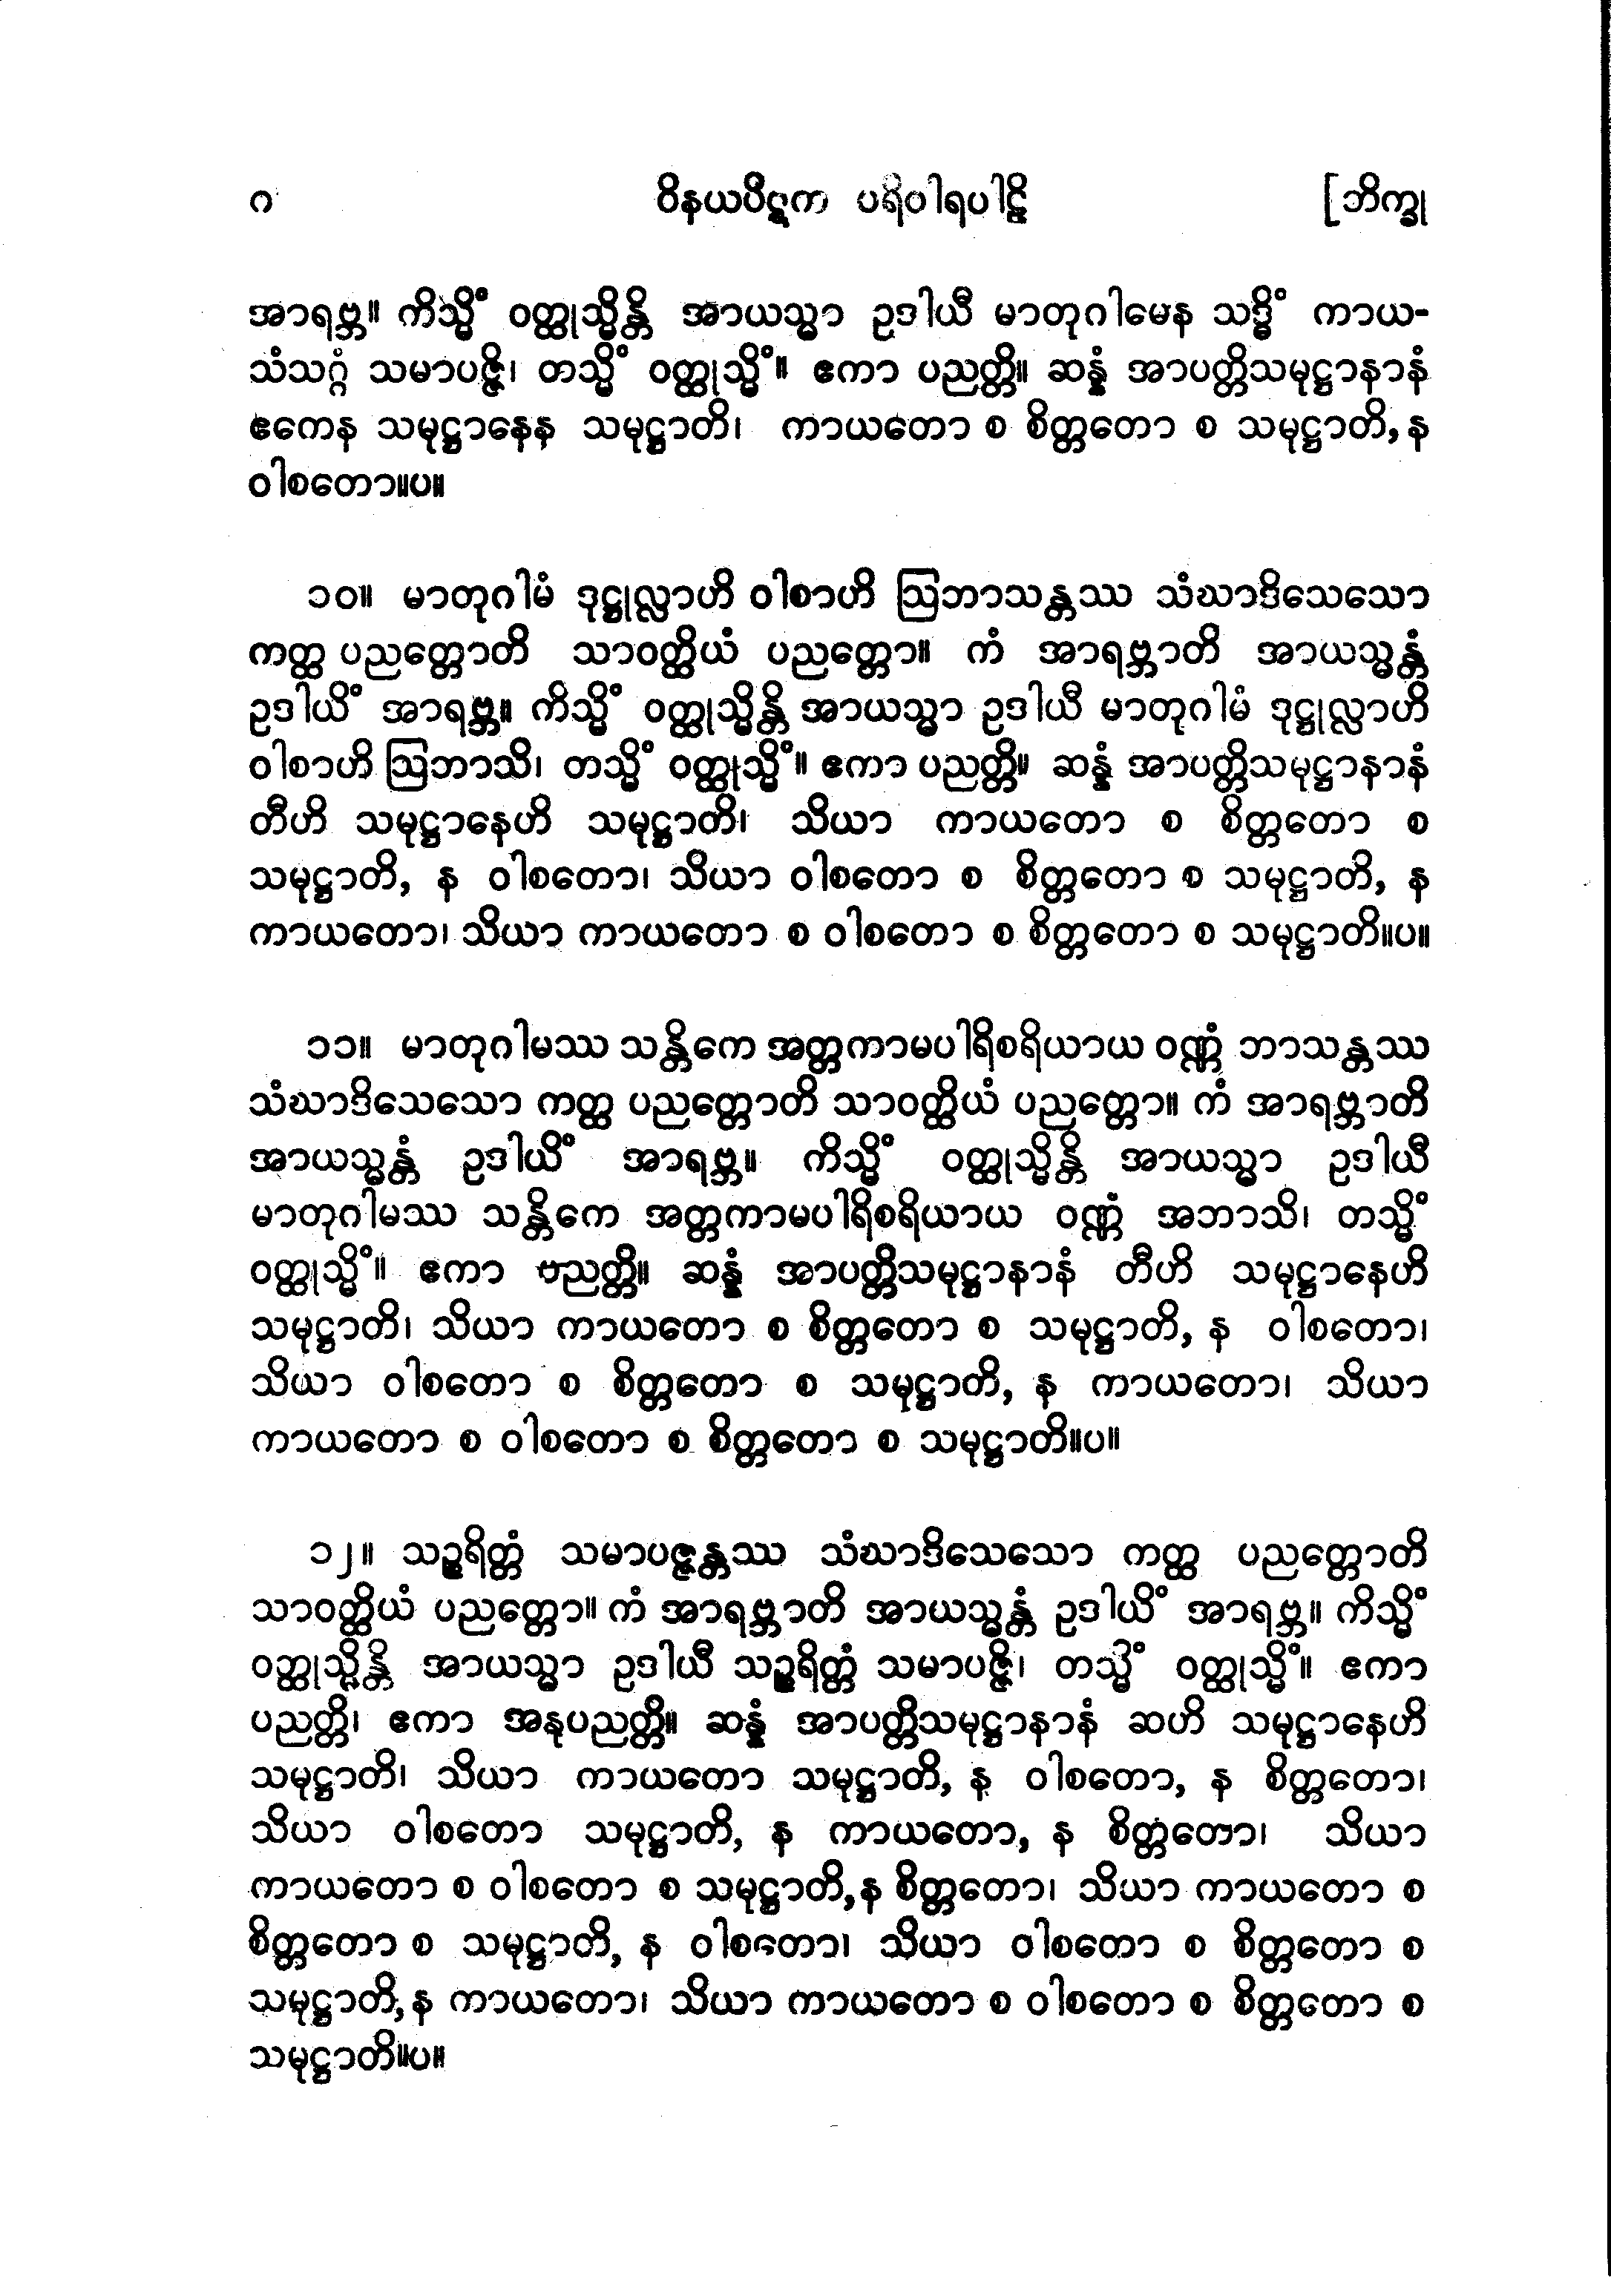 ဂ ဝိနယပိဋက ပရိဝါရပါဠိ [ဘိက္ခု
အာရဗ္ဘ။ ကိသ္မိံ ဝတ္ထုသ္မိန္တိ အာယသ္မာ ဥဒါယီ မာတုဂါမေန သဒ္ဓိံ ကာယ-
သံသဂ္ဂံ သမာပဇ္ဇိ၊ တသ္မိံ ဝတ္ထုသ္မိံ။ ဧကာ ပညတ္တိ။ ဆန္နံ အာပတ္တိသမုဋ္ဌာနာနံ
ဧကေန သမုဋ္ဌာနေန သမုဋ္ဌာတိ၊ ကာယတော စ စိတ္တတော စ သမုဋ္ဌာတိ, န
ဝါစတော။ပ။
၁၀။ မာတုဂါမံ ဒုဋ္ဌုလ္လာဟိ ဝါစာဟိ ဩဘာသန္တဿ သံဃာဒိသေသော
ကတ္ထ ပညတ္တောတိ သာဝတ္ထိယံ ပညတ္တော။ ကံ အာရဗ္ဘာတိ အာယသ္မန္တံ
ဥဒါယိံ အာရဗ္ဘ။ ကိသ္မိံ ဝတ္ထုသ္မိန္တိ အာယသ္မာ ဥဒါယီ မာတုဂါမံ ဒုဋ္ဌုလ္လာဟိ
ဝါစာဟိ ဩဘာသိ၊ တသ္မိံ ဝတ္ထုသ္မိံ။ ဧကာ ပညတ္တိ။ ဆန္နံ အာပတ္တိသမုဋ္ဌာနာနံ
တီဟိ သမုဋ္ဌာနေဟိ သမုဋ္ဌာတိ၊ သိယာ ကာယတော စ စိတ္တတော စ
သမုဋ္ဌာတိ, န ဝါစတော၊ သိယာ ဝါစတော စ စိတ္တတော စ သမုဋ္ဌာတိ, န
ကာယတော၊ သိယာ ကာယတော စ ဝါစတော စ စိတ္တတော စ သမုဋ္ဌာတိ။ပ။
၁၁။ မာတုဂါမဿ သန္တိကေ အတ္တကာမပါရိစရိယာယ ဝဏ္ဏံ ဘာသန္တဿ
သံဃာဒိသေသော ကတ္ထ ပညတ္တောတိ သာဝတ္ထိယံ ပညတ္တော။ ကံ အာရဗ္ဘာတိ
အာယသ္မန္တံ ဥဒါယိံ အာရဗ္ဘ။ ကိသ္မိံ ဝတ္ထုသ္မိန္တိ အာယသ္မာ ဥဒါယီ
မာတုဂါမဿ သန္တိကေ အတ္တကာမပါရိစရိယာယ ဝဏ္ဏံ အဘာသိ၊ တသ္မိံ
ဝတ္ထုသ္မိံ။ ဧကာ ပညတ္တိ။ ဆန္နံ အာပတ္တိသမုဋ္ဌာနာနံ တီဟိ သမုဋ္ဌာနေဟိ
သမုဋ္ဌာတိ၊ သိယာ ကာယတော စ စိတ္တတော စ သမုဋ္ဌာတိ, န ဝါစတော၊
သိယာ ဝါစတော စ စိတ္တတော စ သမုဋ္ဌာတိ, န ကာယတော၊ သိယာ
ကာယတော စ ဝါစတော စ စိတ္တတော စ သမုဋ္ဌာတိ။ပ။
၁၂။ သဉ္စရိတ္တံ သမာပဇ္ဇန္တဿ သံဃာဒိသေသော ကတ္ထ ပညတ္တောတိ
သာဝတ္ထိယံ ပညတ္တော။ ကံ အာရဗ္ဘာတိ အာယသ္မန္တံ ဥဒါယိံ အာရဗ္ဘ။ ကိသ္မိံ
ဝတ္ထုသ္မိန္တိ အာယသ္မာ ဥဒါယီ သဉ္စရိတ္တံ သမာပဇ္ဇိ၊ တသ္မိံ ဝတ္ထုသ္မိံ။ ဧကာ
ပညတ္တိ၊ ဧကာ အနုပညတ္တိ။ ဆန္နံ အာပတ္တိသမုဋ္ဌာနာနံ ဆဟိ သမုဋ္ဌာနေဟိ
သမုဋ္ဌာတိ၊ သိယာ ကာယတော သမုဋ္ဌာတိ, န ဝါစတော, န စိတ္တတော၊
သိယာ ဝါစတော သမုဋ္ဌာတိ, န ကာယတော, န စိတ္တတော၊ သိယာ
ကာယတော စ ဝါစတော စ သမုဋ္ဌာတိ, န စိတ္တတော၊ သိယာ ကာယတော စ
စိတ္တတော စ သမုဋ္ဌာတိ, န ဝါစတော၊ သိယာ ဝါစတော စ စိတ္တတော စ
သမုဋ္ဌာတိ, န ကာယတော၊ သိယာ ကာယတော စ ဝါစတော စ စိတ္တတော စ
သမုဋ္ဌာတိ။ပ။